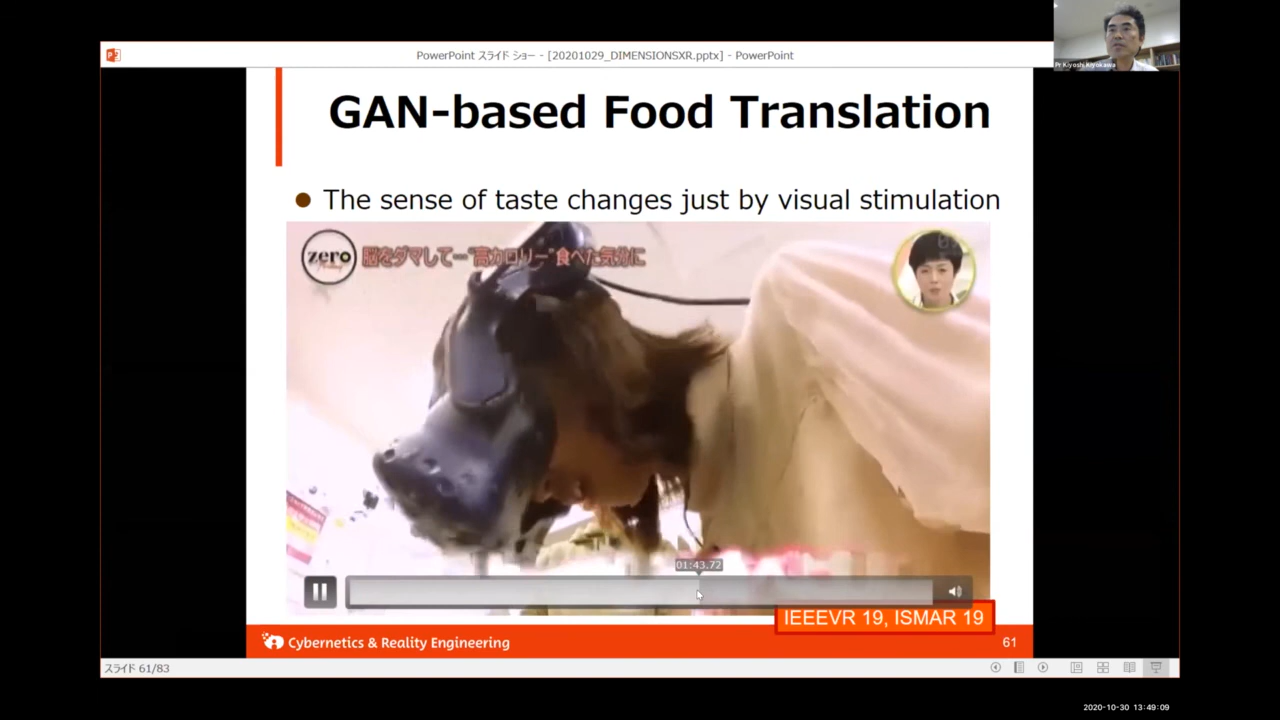 Pr Kiyoshi Kiyokawa
PowerPoint スライド ショー - [20201029_DIMENSIONSXR.pptx] - PowerPoint
GAN-based Food Translation
The sense of taste changes just by visual stimulation
zero
脳をダマして…"高カロリー"食べた気分に
01:43.72
IEEEVR 19, ISMAR 19
Cybernetics & Reality Engineering
61
スライド 61/83
2020-10-30 13:49:09